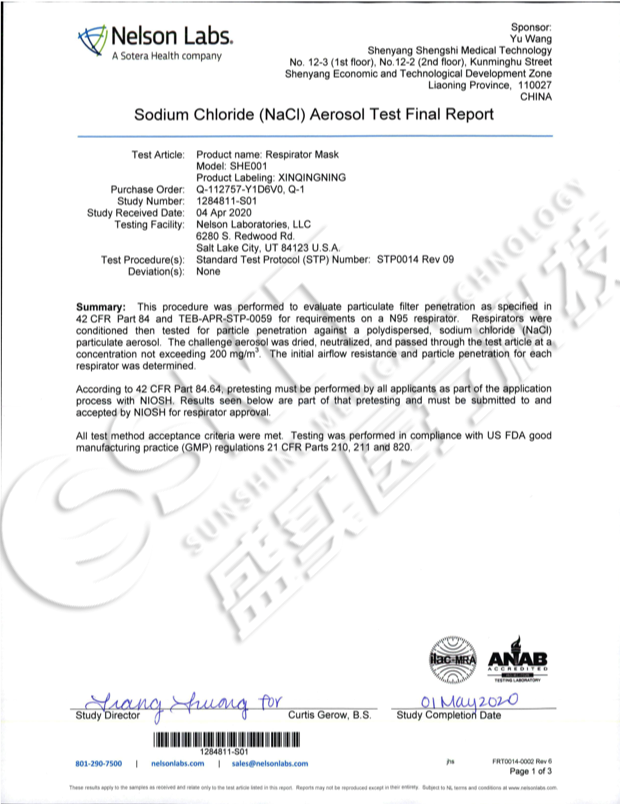 Nelson Labs.
A Sotera Health company
Sponsor:
Yu Wang
Shenyang Shengshi Medical Technology
No. 12-3 (1st floor), No.12-2 (2nd floor), Kunminghu Street
Shenyang Economic and Technological Development Zone
Liaoning Province, 110027
CHINA
Sodium Chloride (NaCl) Aerosol Test Final Report
Test Article: Product name: Respirator Mask
Model: SHE001
Product Labeling: XINQINGNING
Purchase Order: Q-112757-Y1D6V0, Q-1
Study Number: 1284811-S01
Study Received Date: 04 Apr 2020
Testing Facility: Nelson Laboratories, LLC
6280 S. Redwood Rd.
Salt Lake City, UT 84123 U.S.A.
Test Procedure(s): Standard Test Protocol (STP) Number: STP0014 Rev 09
Deviation(s): None
Summary: This procedure was performed to evaluate particulate filter penetration as specified in
42 CFR Part 84 and TEB-APR-STP-0059 for requirements on a N95 respirator. Respirators were
conditioned then tested for particle penetration against a polydispersed, sodium chloride (NaCl)
particulate aerosol. The challenge aerosol was dried, neutralized, and passed through the test article at a
concentration not exceeding 200 mg/m³. The initial airflow resistance and particle penetration for each
respirator was determined.
According to 42 CFR Part 84.64, pretesting must be performed by all applicants as part of the application
process with NIOSH. Results seen below are part of that pretesting and must be submitted to and
accepted by NIOSH for respirator approval.
All test method acceptance criteria were met. Testing was performed in compliance with US FDA good
manufacturing practice (GMP) regulations 21 CFR Parts 210, 211 and 820.
SUNSHINE MEDICAL TECHNOLOGY
盛实医疗科技
ilac-MRA
ANAB
ACCREDITED
TESTING LABORATORY
for
01 May 2020
Study Director
Curtis Gerow, B.S.
Study Completion Date
1284811-S01
801-290-7500 | nelsonlabs.com | sales@nelsonlabs.com
jhs
FRT0014-0002 Rev 6
Page 1 of 3
These results apply to the samples as received and relate only to the test article listed in this report. Reports may not be reproduced except in their entirety. Subject to NL terms and conditions at www.nelsonlabs.com.